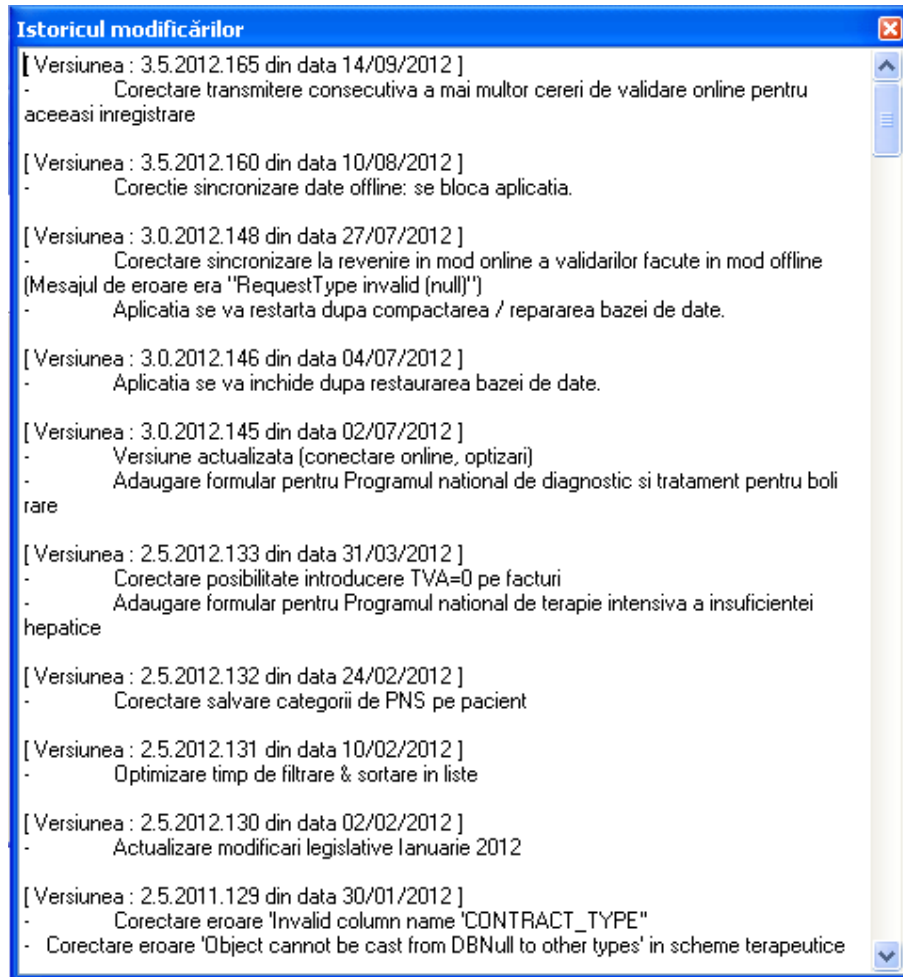 Istoricul modificărilor
[ Versiunea : 3.5.2012.165 din data 14/09/2012 ]
- Corectare transmitere consecutiva a mai multor cereri de validare online pentru
aceeasi inregistrare
[ Versiunea : 3.5.2012.160 din data 10/08/2012 ]
- Corectie sincronizare date offline: se bloca aplicatia.
[ Versiunea : 3.0.2012.148 din data 27/07/2012 ]
- Corectare sincronizare la revenire in mod online a validarilor facute in mod offline
(Mesajul de eroare era "RequestType invalid (null)")
- Aplicatia se va restarta dupa compactarea / repararea bazei de date.
[ Versiunea : 3.0.2012.146 din data 04/07/2012 ]
- Aplicatia se va inchide dupa restaurarea bazei de date.
[ Versiunea : 3.0.2012.145 din data 02/07/2012 ]
- Versiune actualizata (conectare online, optizari)
- Adaugare formular pentru Programul national de diagnostic si tratament pentru boli
rare
[ Versiunea : 2.5.2012.133 din data 31/03/2012 ]
- Corectare posibilitate introducere TVA=0 pe facturi
- Adaugare formular pentru Programul national de terapie intensiva a insuficientei
hepatice
[ Versiunea : 2.5.2012.132 din data 24/02/2012 ]
- Corectare salvare categorii de PNS pe pacient
[ Versiunea : 2.5.2012.131 din data 10/02/2012 ]
- Optimizare timp de filtrare & sortare in liste
[ Versiunea : 2.5.2012.130 din data 02/02/2012 ]
- Actualizare modificari legislative Ianuarie 2012
[ Versiunea : 2.5.2011.129 din data 30/01/2012 ]
- Corectare eroare 'Invalid column name 'CONTRACT_TYPE''
- Corectare eroare 'Object cannot be cast from DBNull to other types' in scheme terapeutice